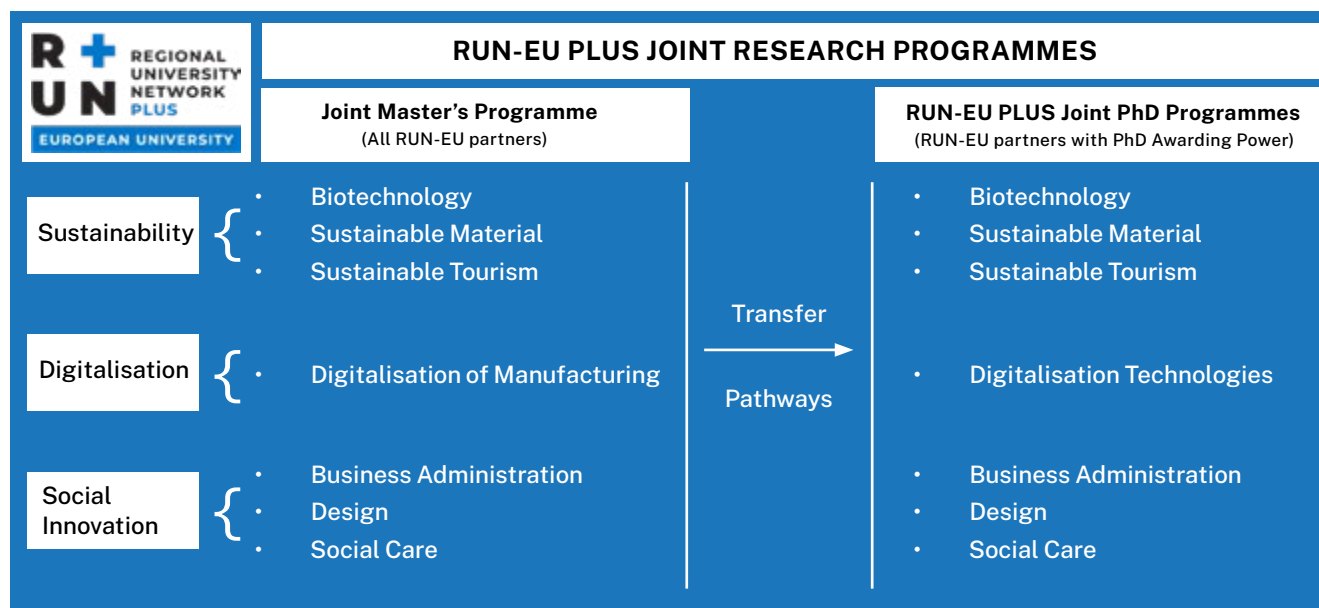 R+
UN
REGIONAL
UNIVERSITY
NETWORK
PLUS
EUROPEAN UNIVERSITY
RUN-EU PLUS JOINT RESEARCH PROGRAMMES
Joint Master's Programme
(All RUN-EU partners)
RUN-EU PLUS Joint PhD Programmes
(RUN-EU partners with PhD Awarding Power)
Sustainability
• Biotechnology
• Sustainable Material
• Sustainable Tourism
Digitalisation
• Digitalisation of Manufacturing
Social
Innovation
• Business Administration
• Design
• Social Care
Transfer
Pathways
• Biotechnology
• Sustainable Material
• Sustainable Tourism
• Digitalisation Technologies
• Business Administration
• Design
• Social Care